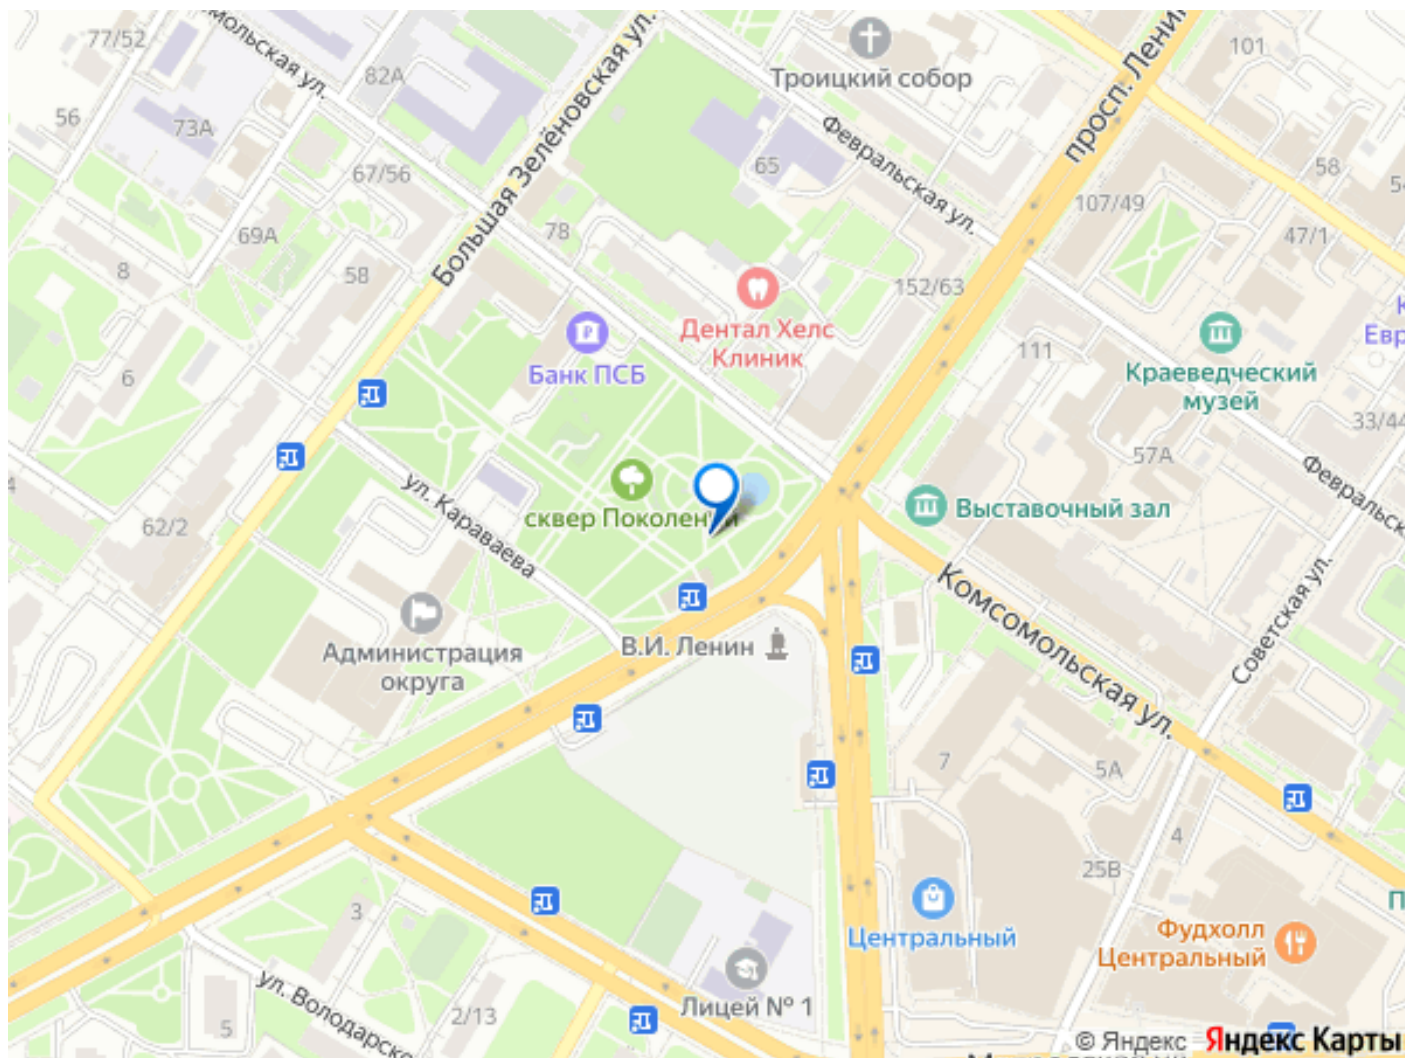 77/52
мольская ул.
82А
56
73А
Большая Зелёновская ул.
67/56
69А
8
58
78
6
62/2
Троицкий собор
65
Февральская ул.
просп. Ленин
101
107/49
58
47/1
152/63
111
Дентал Хелс
Клиник
Банк ПСБ
Краеведческий
музей
Евр
33/44
57А
Февральск
сквер Поколений
Выставочный зал
ул. Караваева
Комсомольская ул.
Советская ул.
Администрация
округа
В.И. Ленин
7
5А
4
25В
Центральный
Фудхолл
Центральный
3
ул. Володарско
5
2/13
Лицей № 1
© Яндекс Яндекс Карты